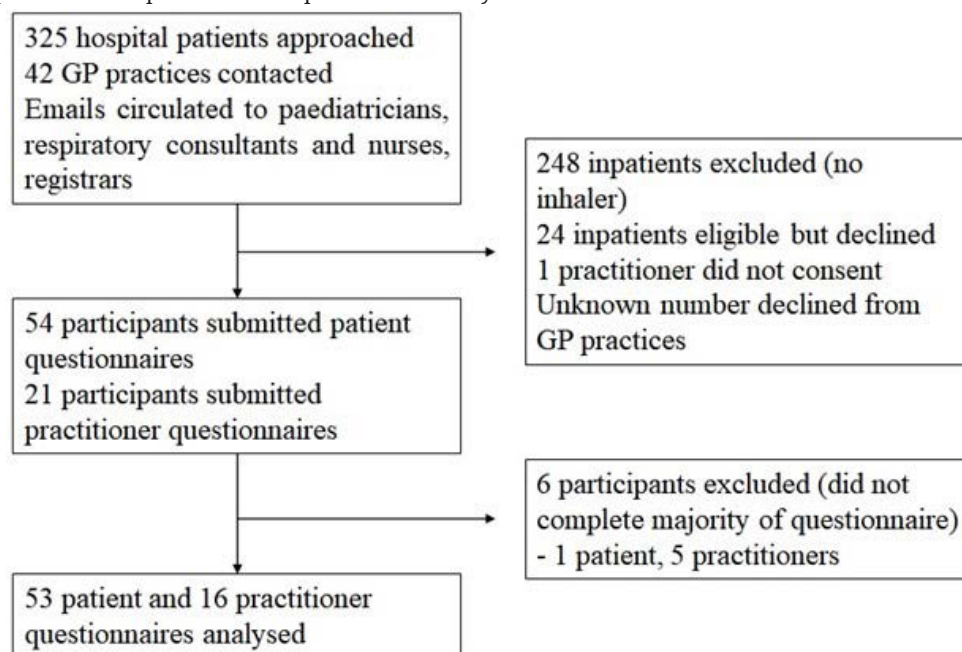 325 hospital patients approached
42 GP practices contacted
Emails circulated to paediatricians,
respiratory consultants and nurses,
registrars
248 inpatients excluded (no
inhaler)
24 inpatients eligible but declined
1 practitioner did not consent
Unknown number declined from
GP practices
54 participants submitted patient
questionnaires
21 participants submitted
practitioner questionnaires
6 participants excluded (did not
complete majority of questionnaire)
- 1 patient, 5 practitioners
53 patient and 16 practitioner
questionnaires analysed